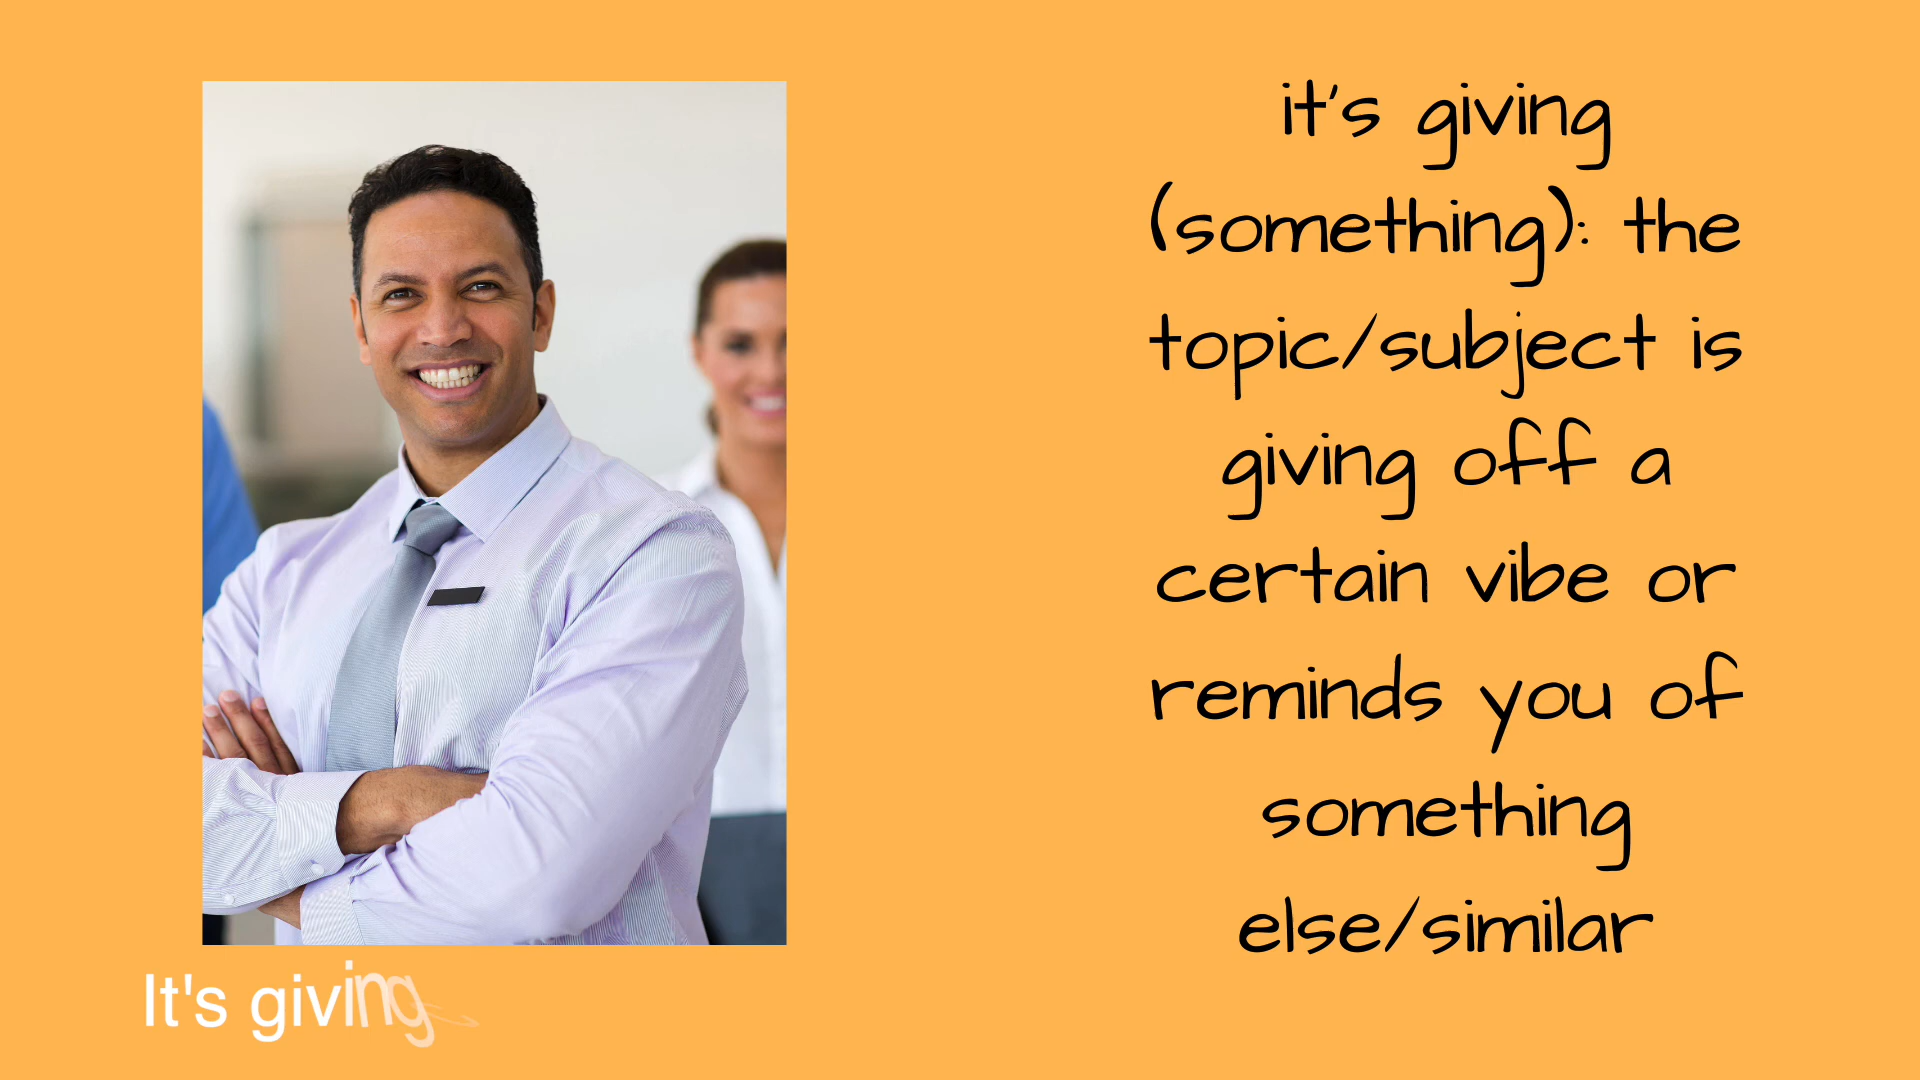 it's giving
(something): the
topic/subject is
giving off a
certain vibe or
reminds you of
something
else/similar
It's giving